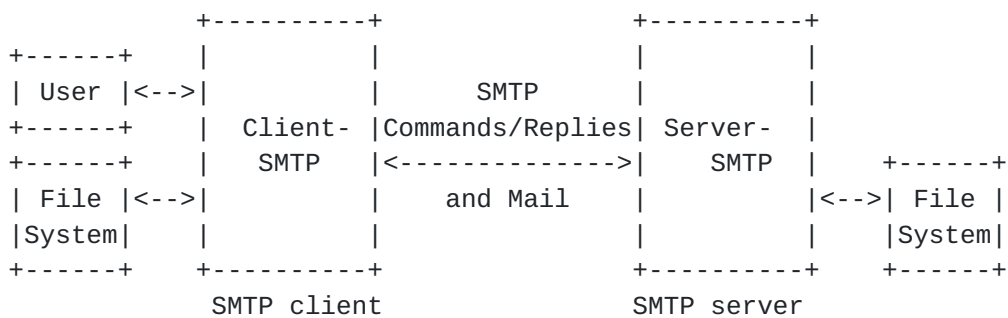 +----------+                +----------+
+------+    |          |                |          |
| User |<-->|          |      SMTP      |          |
+------+    |  Client- |Commands/Replies| Server-  |
+------+    |   SMTP   |<-------------->|    SMTP  |    +------+
| File |<-->|          |    and Mail    |          |<-->| File |
|System|    |          |                |          |    |System|
+------+    +----------+                +----------+    +------+
             SMTP client                SMTP server